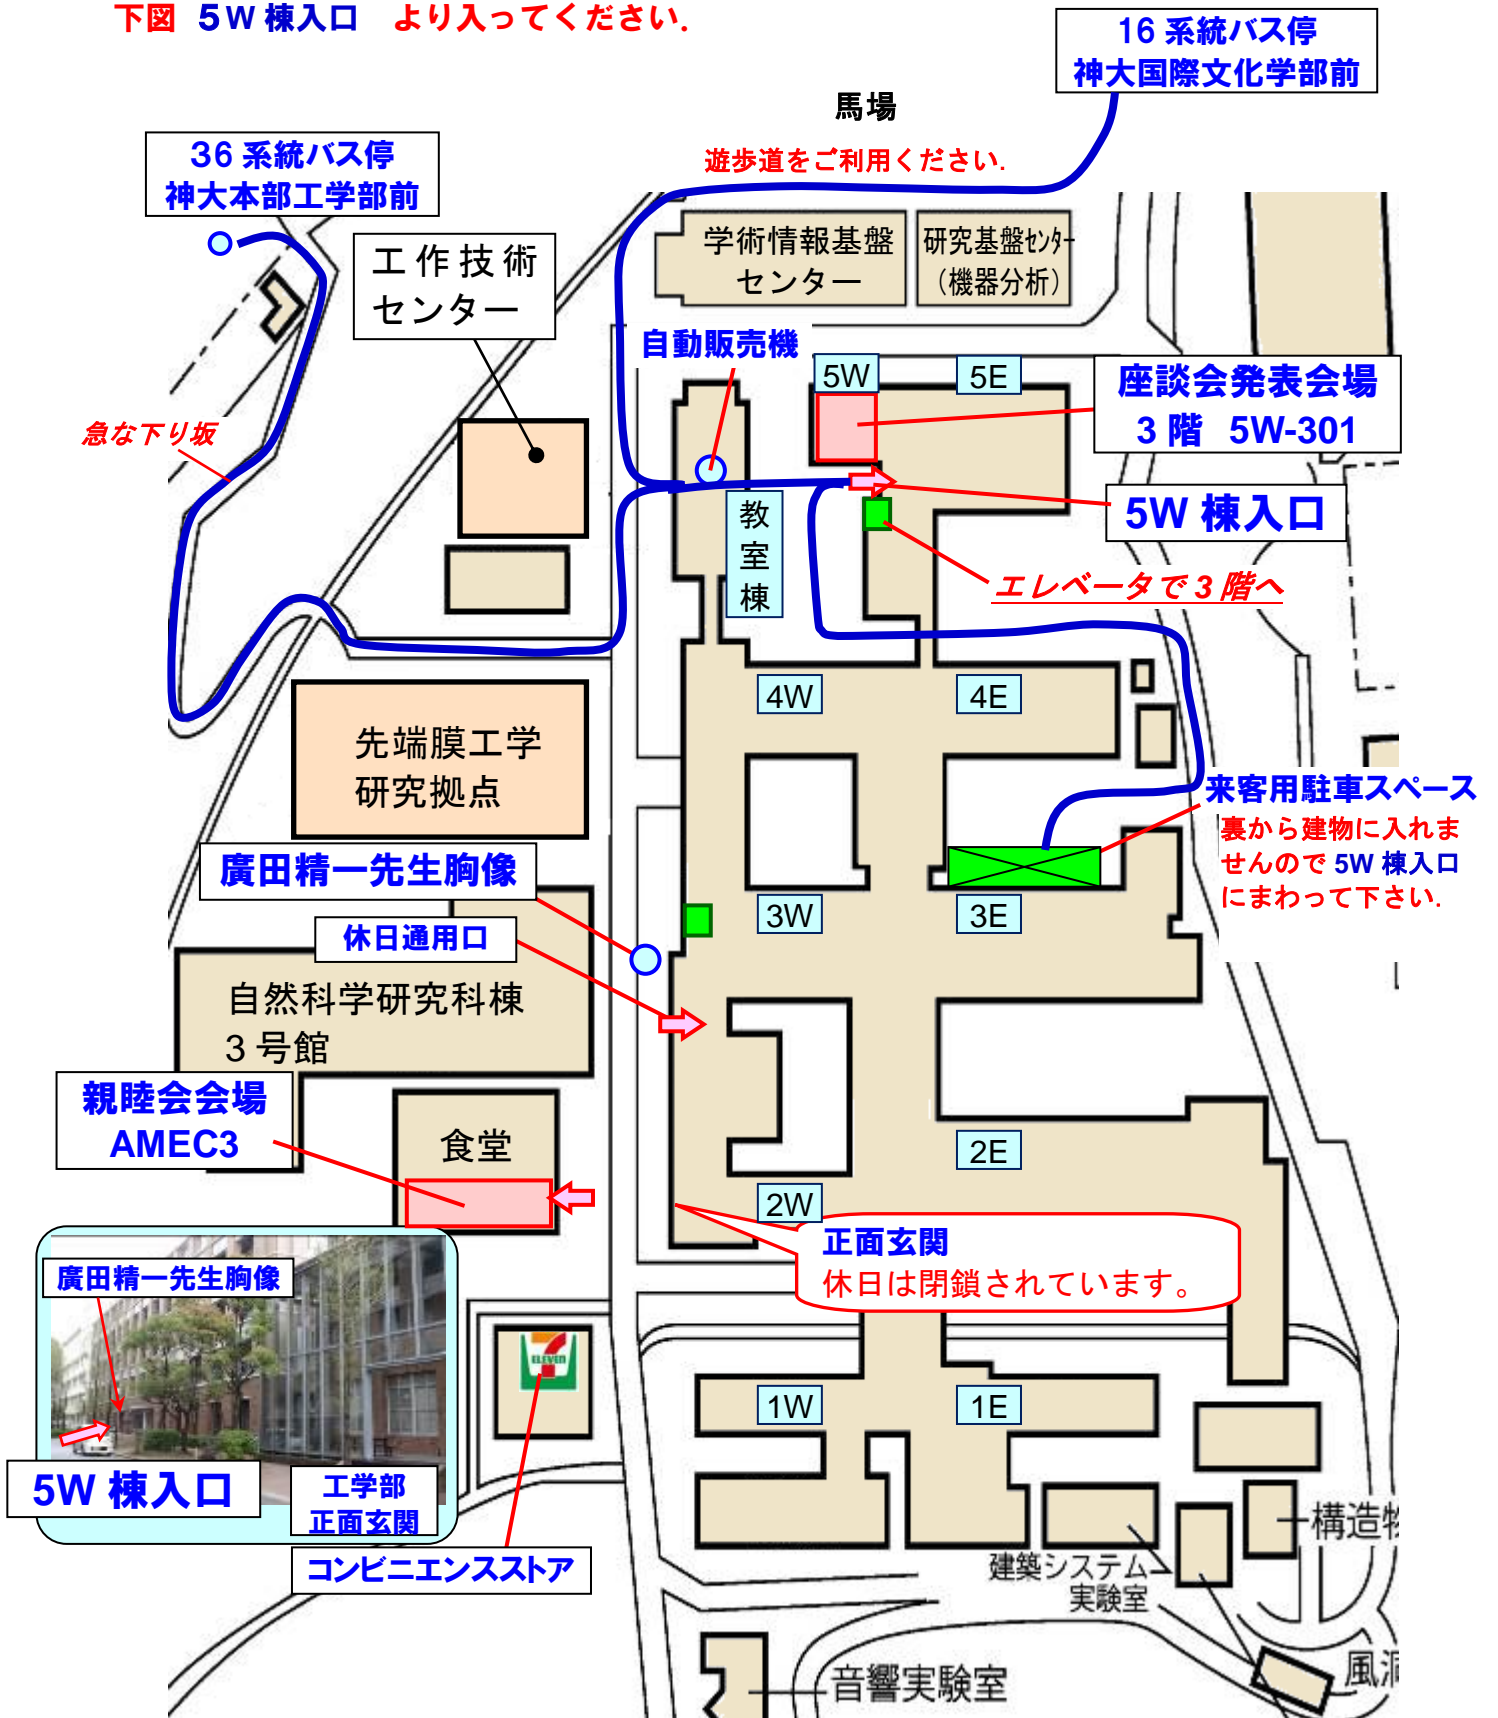 下図 5W 棟入口 より入ってください.
16 系統バス停
神大国際文化学部前
馬場
遊歩道をご利用ください.
36 系統バス停
神大本部工学部前
工作技術
センター
学術情報基盤
センター
研究基盤センター
（機器分析）
自動販売機
5W
5E
座談会発表会場
3 階 5W-301
急な下り坂
5W 棟入口
教
室
棟
エレベータで 3 階へ
4W
4E
先端膜工学
研究拠点
来客用駐車スペース
裏から建物に入れま
せんので 5W 棟入口
にまわって下さい.
廣田精一先生胸像
3W
3E
休日通用口
自然科学研究科棟
3 号館
親睦会会場
AMEC3
食堂
2E
2W
正面玄関
休日は閉鎖されています。
廣田精一先生胸像
ELEVEN
1W
1E
5W 棟入口
工学部
正面玄関
コンビニエンスストア
構造物
建築システム
実験室
音響実験室
風洞